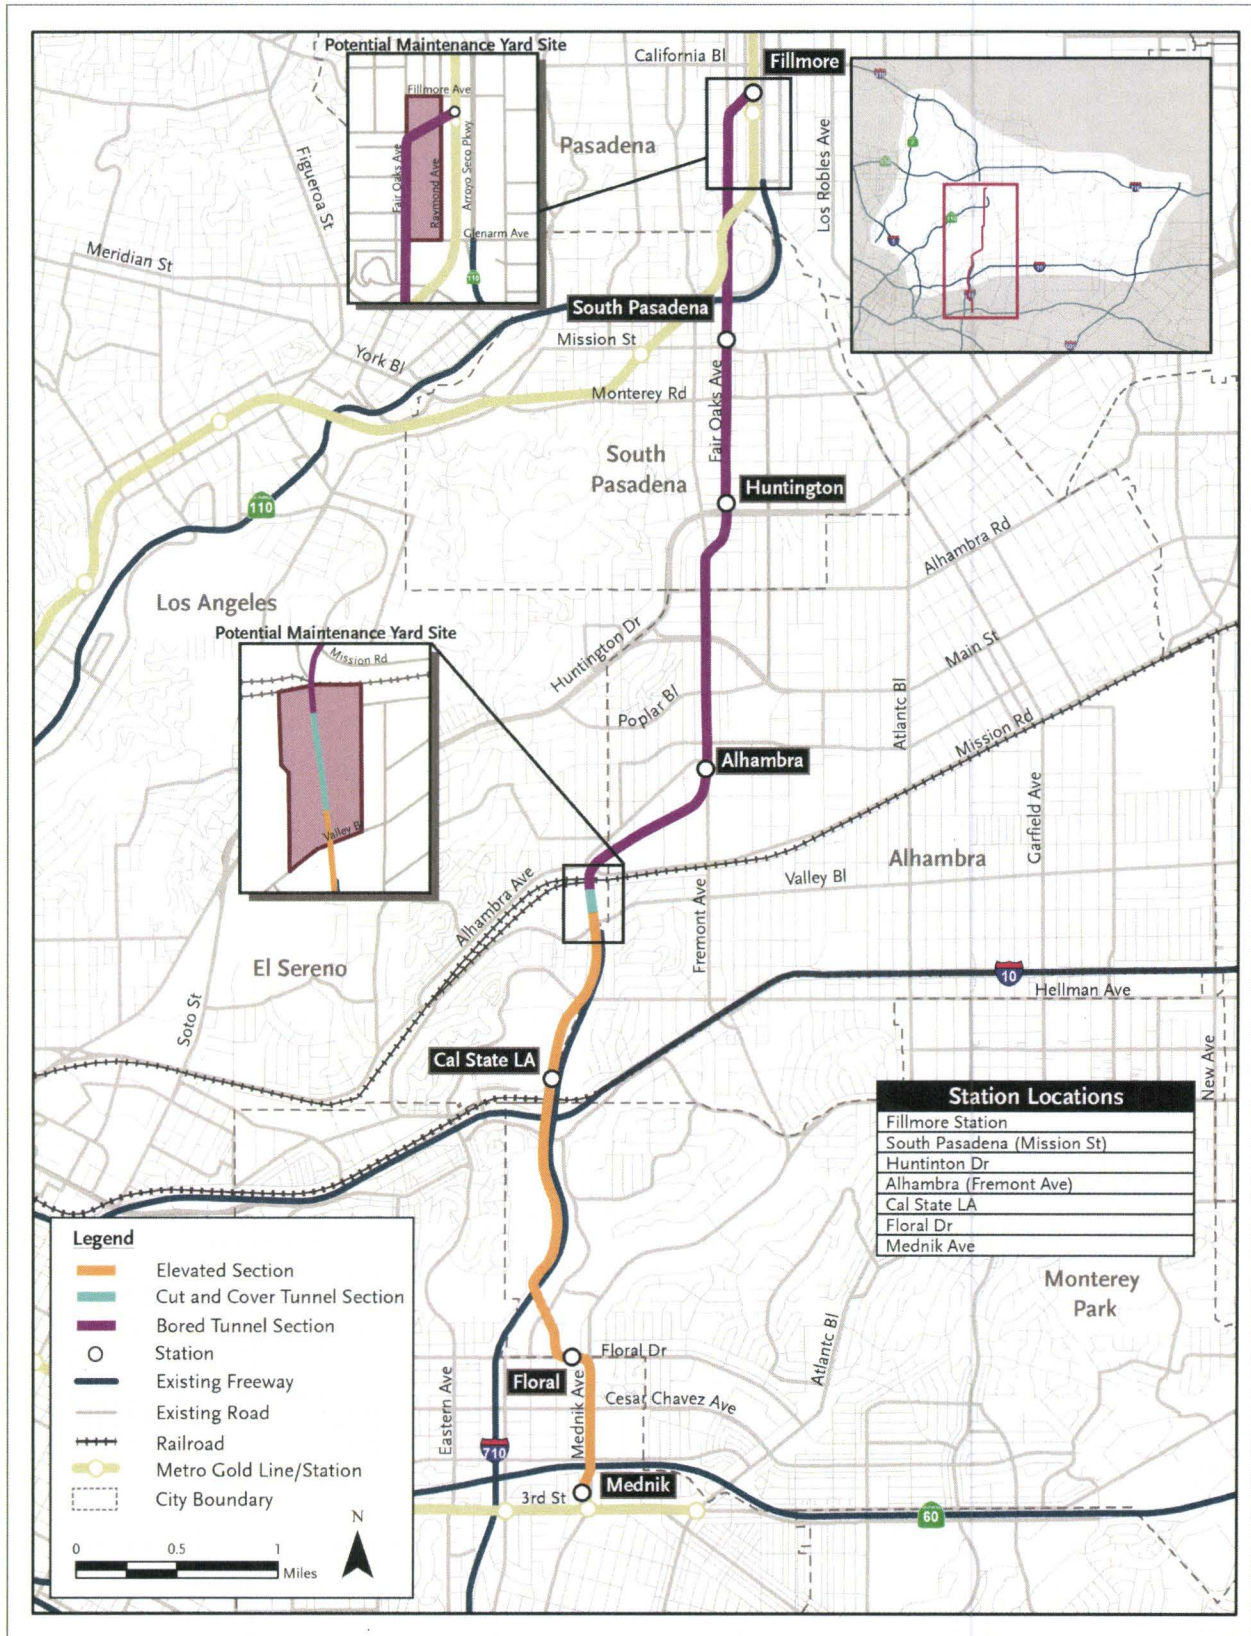 Potential Maintenance Yard Site
California Bl
Fillmore
Fillmore Ave
Fair Oaks Ave
Raymond Ave
Arroyo Seco Pkwy
Glenarm Ave
110
Pasadena
Los Robles Ave
Figueroa St
Meridian St
South Pasadena
Mission St
York Bl
Monterey Rd
Fair Oaks Ave
South
Pasadena
Huntington
110
Alhambra Rd
Los Angeles
Potential Maintenance Yard Site
Mission Rd
Valley Bl
Huntington Dr
Main St
Poplar Bl
Atlantc Bl
Mission Rd
Alhambra
Garfield Ave
Alhambra
Valley Bl
Alhambra Ave
Fremont Ave
El Sereno
10
Hellman Ave
Soto St
Cal State LA
New Ave
Station Locations
Fillmore Station
South Pasadena (Mission St)
Huntinton Dr
Alhambra (Fremont Ave)
Cal State LA
Floral Dr
Mednik Ave
Monterey
Park
Atlantc Bl
Floral Dr
Floral
Cesar Chavez Ave
Eastern Ave
Mednik Ave
710
Mednik
3rd St
60
Legend
Elevated Section
Cut and Cover Tunnel Section
Bored Tunnel Section
Station
Existing Freeway
Existing Road
Railroad
Metro Gold Line/Station
City Boundary
N
0 0.5 1
Miles